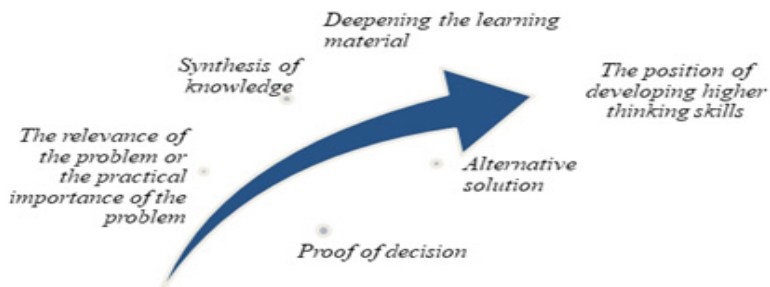 Deepening the learning
material
Synthesis of
knowledge
The position of
developing higher
thinking skills
The relevance of
the problem or
the practical
importance of the
problem
Alternative
solution
Proof of decision